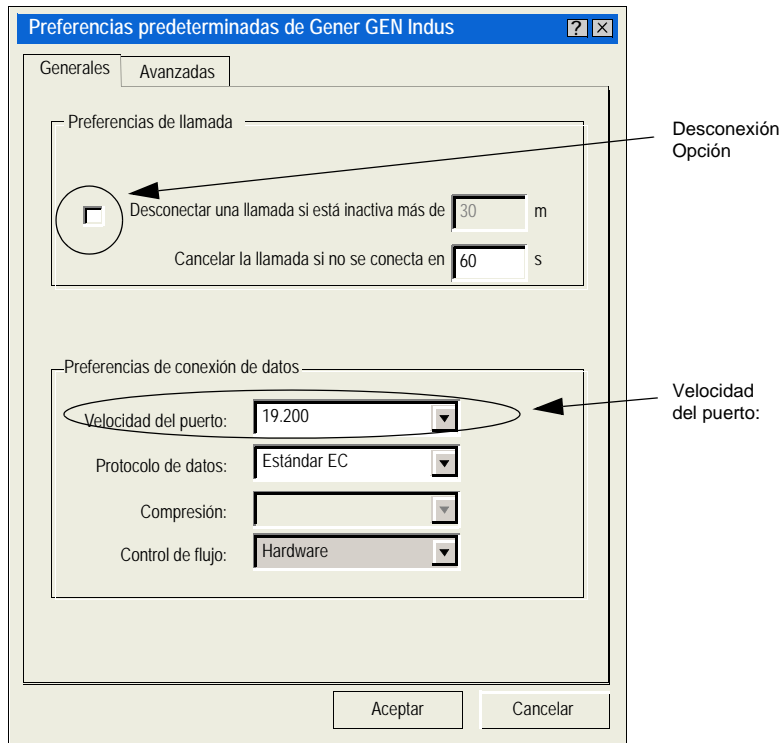 Preferencias predeterminadas de Gener GEN Indus
Generales
Avanzadas
Preferencias de llamada
Desconexión
Opción
Desconectar una llamada si está inactiva más de 30 m
Cancelar la llamada si no se conecta en 60 s
Preferencias de conexión de datos
Velocidad del puerto: 19.200
Velocidad
del puerto:
Protocolo de datos: Estándar EC
Compresión:
Control de flujo: Hardware
Aceptar
Cancelar